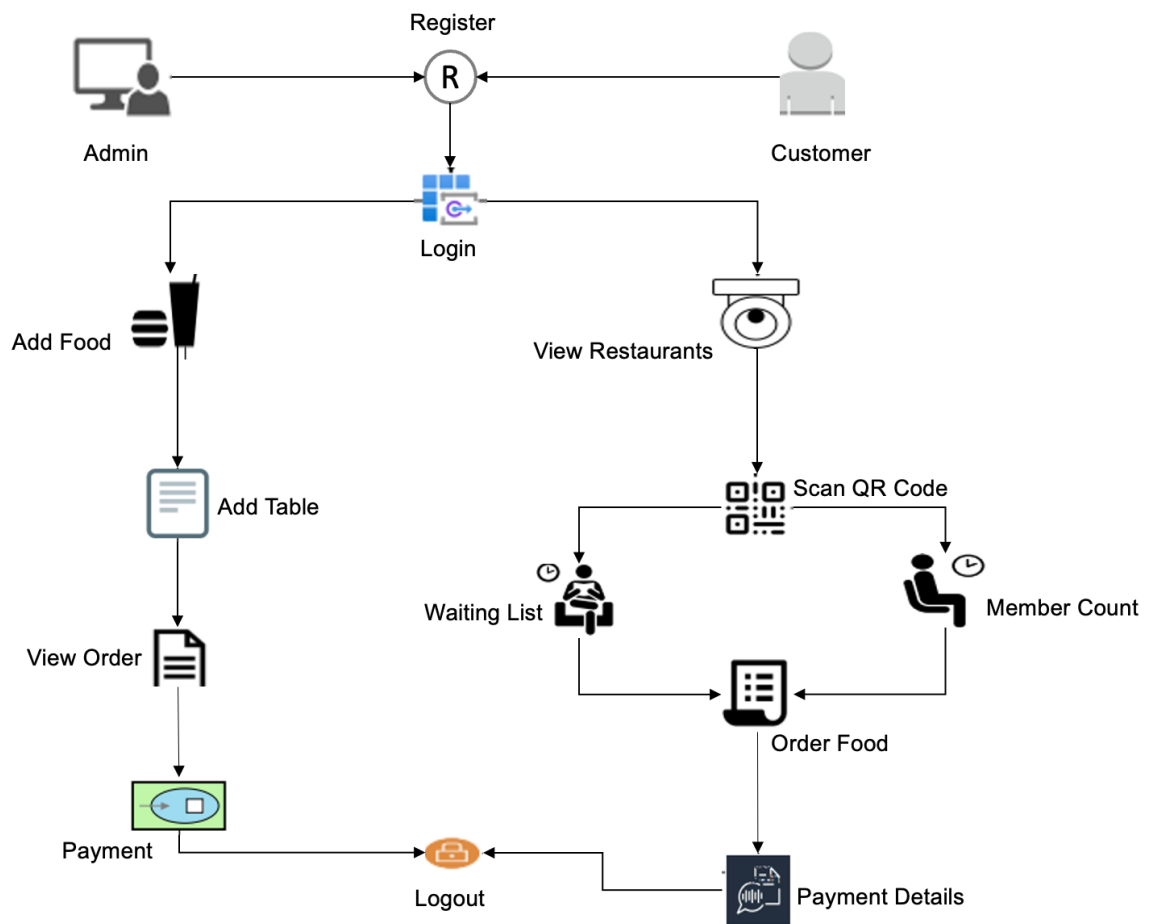 Register
R
Admin
Customer
Login
Add Food
View Restaurants
Scan QR Code
Add Table
Waiting List
Member Count
View Order
Order Food
Payment
Logout
Payment Details